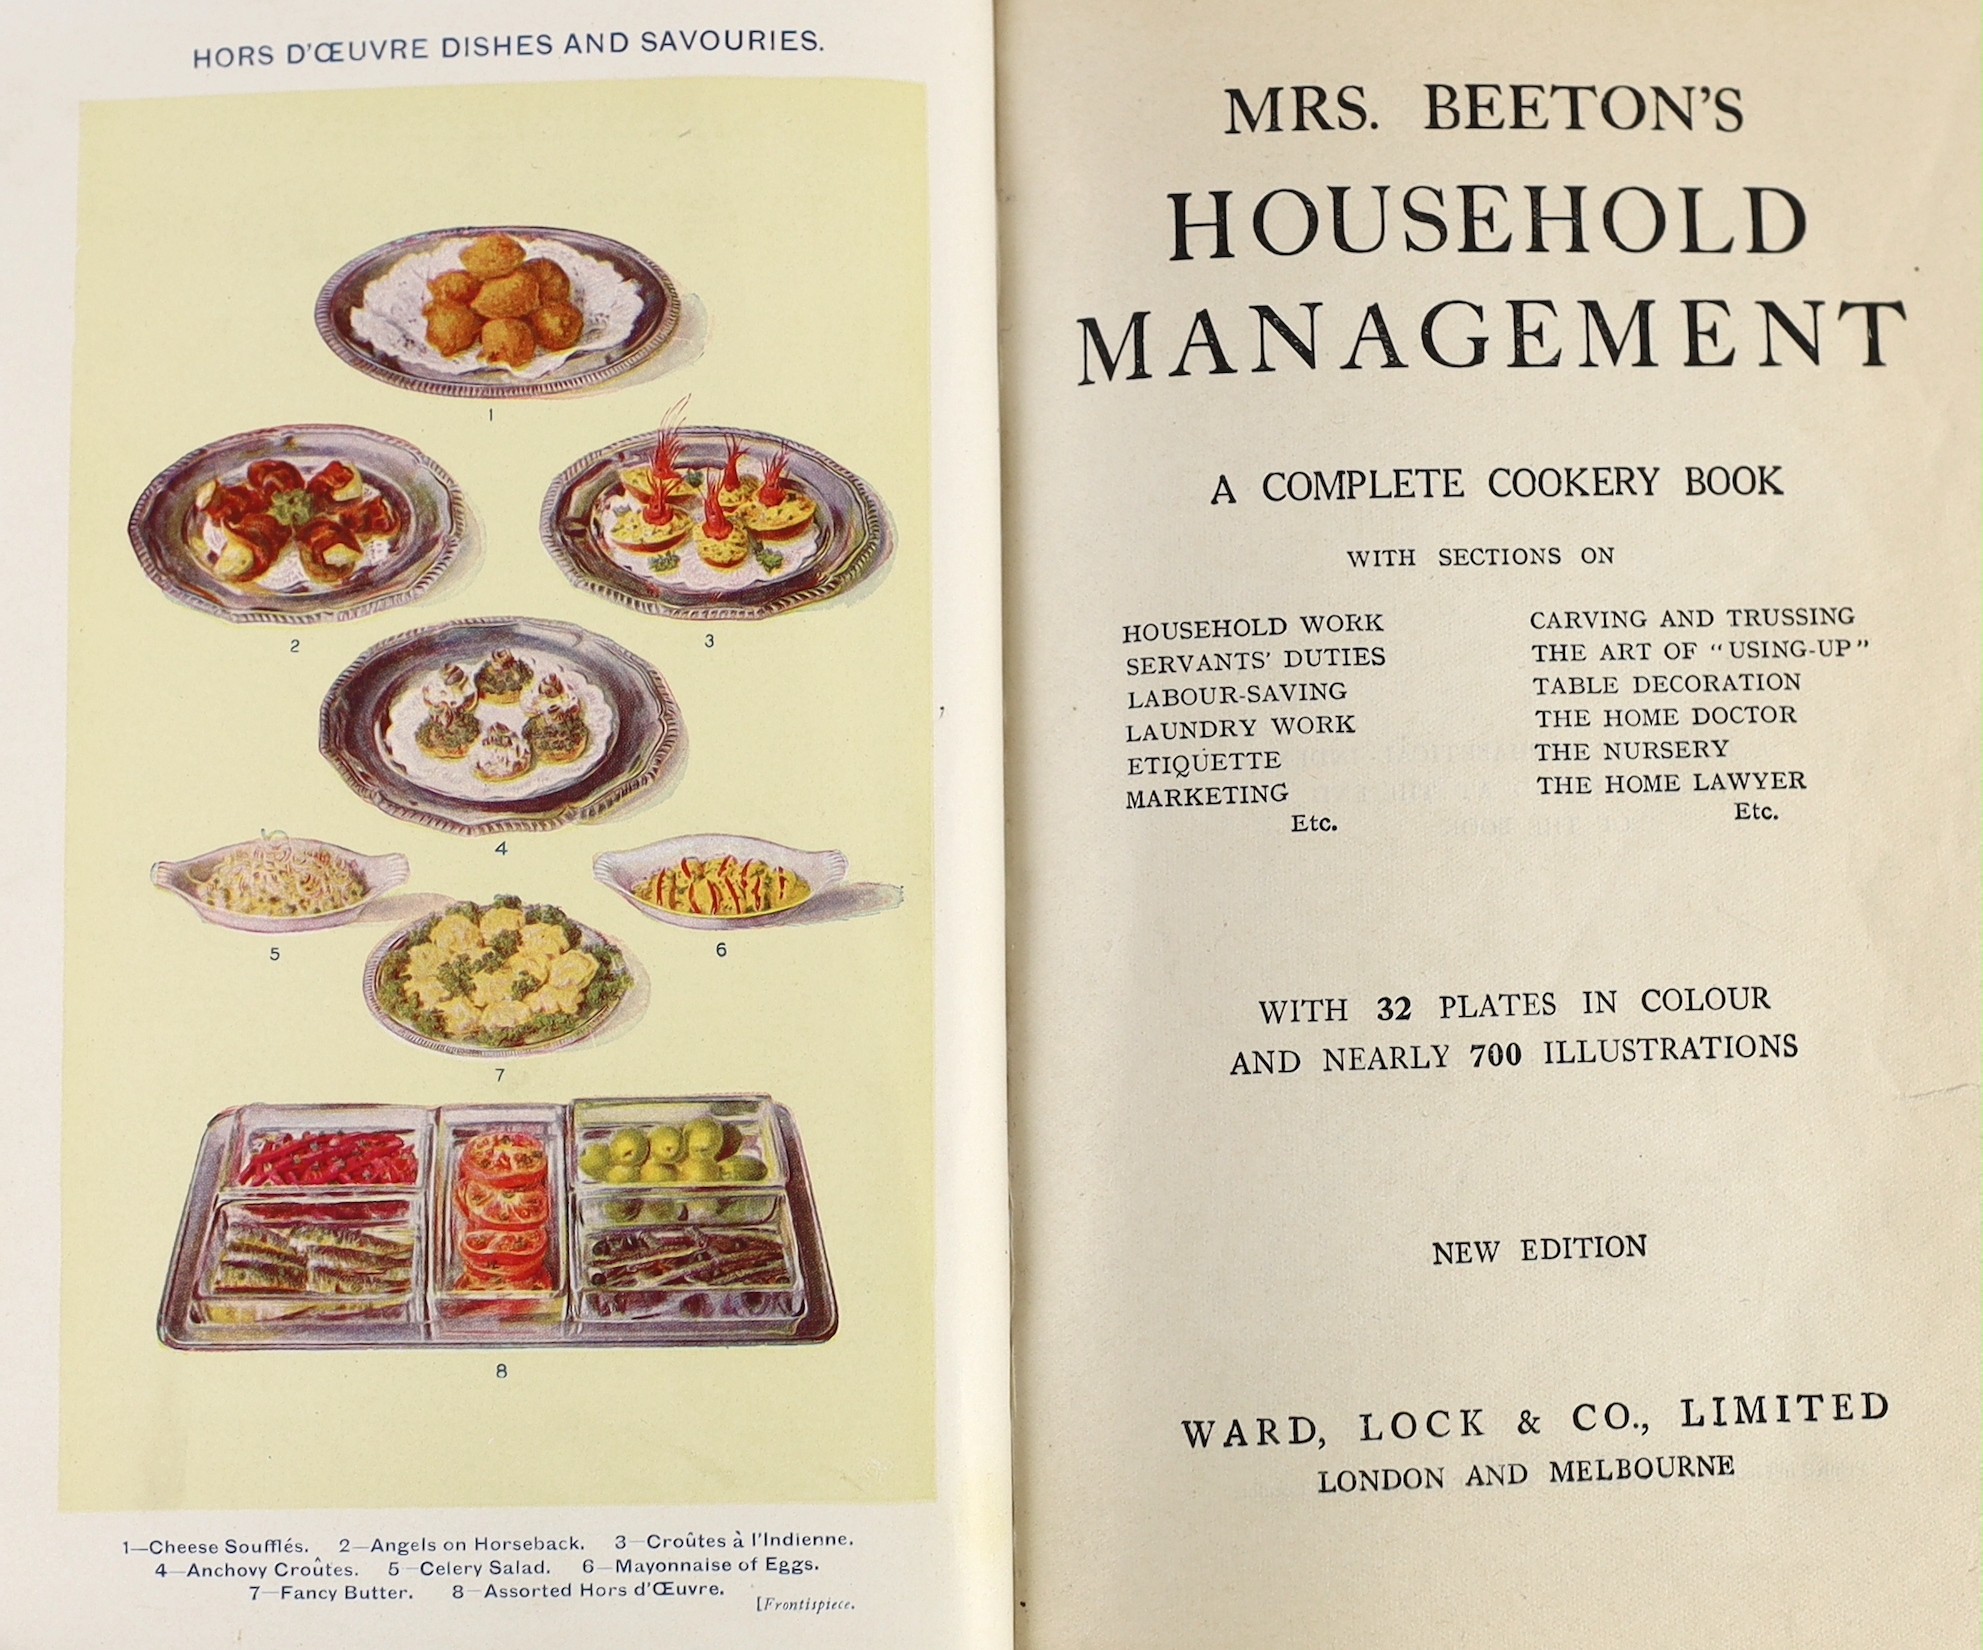 HORS D'ŒUVRE DISHES AND SAVOURIES.
1
2
3
4
5
6
7
8
1—Cheese Soufflés. 2—Angels on Horseback. 3—Croûtes à l'Indienne.
4—Anchovy Croûtes. 5—Celery Salad. 6—Mayonnaise of Eggs.
7—Fancy Butter. 8—Assorted Hors d'Œuvre.
[Frontispiece.
MRS. BEETON'S
HOUSEHOLD
MANAGEMENT
A COMPLETE COOKERY BOOK
WITH SECTIONS ON
HOUSEHOLD WORK
SERVANTS' DUTIES
LABOUR-SAVING
LAUNDRY WORK
ETIQUETTE
MARKETING
Etc.
CARVING AND TRUSSING
THE ART OF "USING-UP"
TABLE DECORATION
THE HOME DOCTOR
THE NURSERY
THE HOME LAWYER
Etc.
WITH 32 PLATES IN COLOUR
AND NEARLY 700 ILLUSTRATIONS
NEW EDITION
WARD, LOCK & CO., LIMITED
LONDON AND MELBOURNE